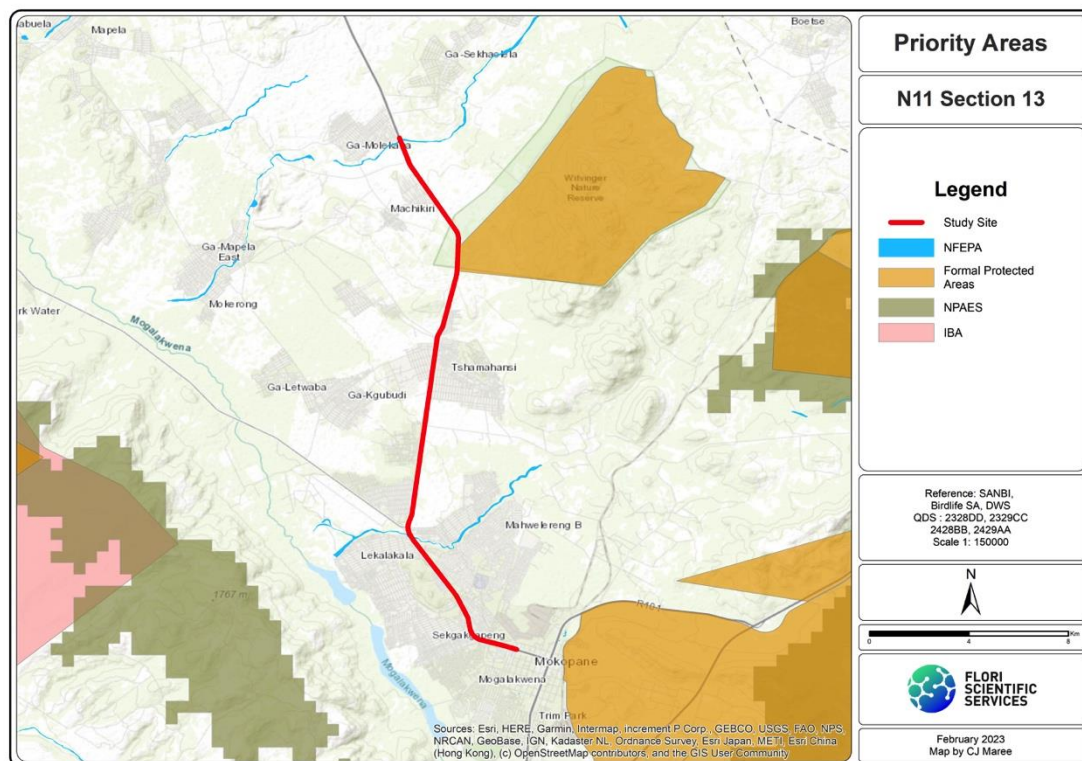 Mapela
Ga-Sekhaolela
Boetse
Ga-Molekana
Witvinger
Nature
Reserve
Machikiri
Ga-Mapela
East
Mokerong
rk Water
Mogalakwena
Tshamahansi
Ga-Letwaba
Ga-Kgubudi
Mahwelereng B
Lekalakala
1767 m
R101
Sekgakgapeng
Mokopane
Mogalakwena
Mogalakwena
Trim Park
Sources: Esri, HERE, Garmin, Intermap, increment P Corp., GEBCO, USGS, FAO, NPS,
NRCAN, GeoBase, IGN, Kadaster NL, Ordnance Survey, Esri Japan, METI, Esri China
(Hong Kong), (c) OpenStreetMap contributors, and the GIS User Community
Priority Areas
N11 Section 13
Legend
Study Site
NFEPA
Formal Protected
Areas
NPAES
IBA
Reference: SANBI,
Birdlife SA, DWS
QDS : 2328DD, 2329CC
2428BB, 2429AA
Scale 1: 150000
N
0 4 8 Km
FLORI
SCIENTIFIC
SERVICES
February 2023
Map by CJ Maree